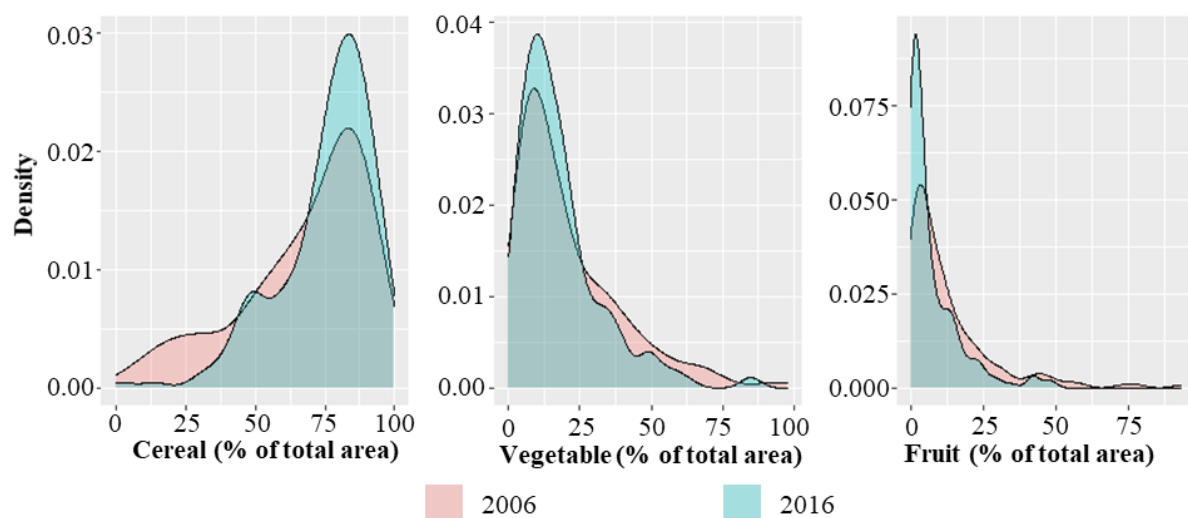 Density
0.03
0.02
0.01
0.00
0 25 50 75 100
Cereal (% of total area)
0.04
0.03
0.02
0.01
0.00
0 25 50 75 100
Vegetable (% of total area)
0.075
0.050
0.025
0.000
0 25 50 75
Fruit (% of total area)
2006 2016